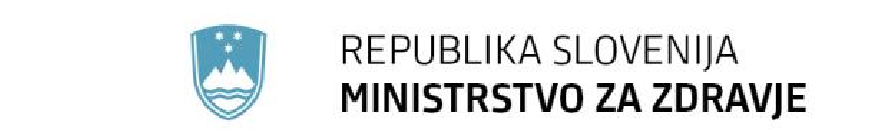 REPUBLIKA SLOVENIJA
MINISTRSTVO ZA ZDRAVJE